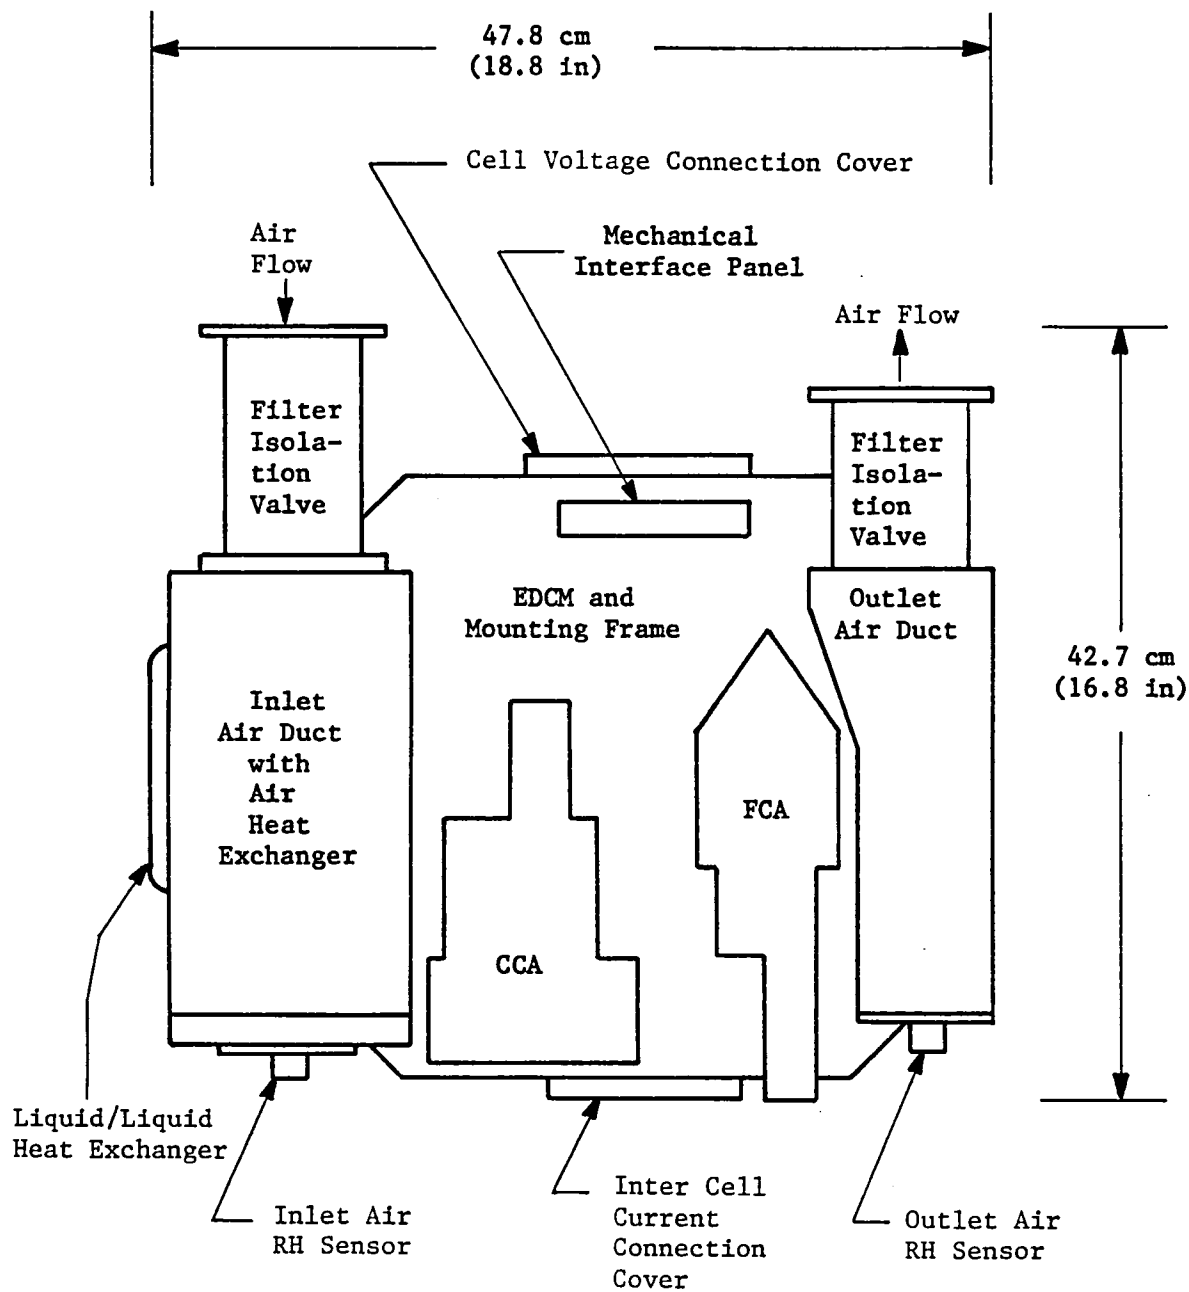 47.8 cm
(18.8 in)
Cell Voltage Connection Cover
Mechanical
Interface Panel
Air
Flow
Air Flow
Filter
Isola-
tion
Valve
Filter
Isola-
tion
Valve
EDCM and
Mounting Frame
Outlet
Air Duct
42.7 cm
(16.8 in)
Inlet
Air Duct
with
Air
Heat
Exchanger
FCA
CCA
Liquid/Liquid
Heat Exchanger
Inlet Air
RH Sensor
Inter Cell
Current
Connection
Cover
Outlet Air
RH Sensor